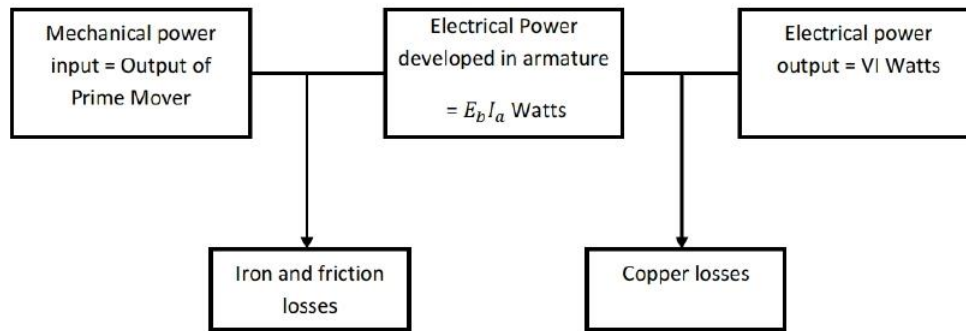 Mechanical power
input = Output of
Prime Mover
Electrical Power
developed in armature
= E_b I_a Watts
Electrical power
output = VI Watts
Iron and friction
losses
Copper losses